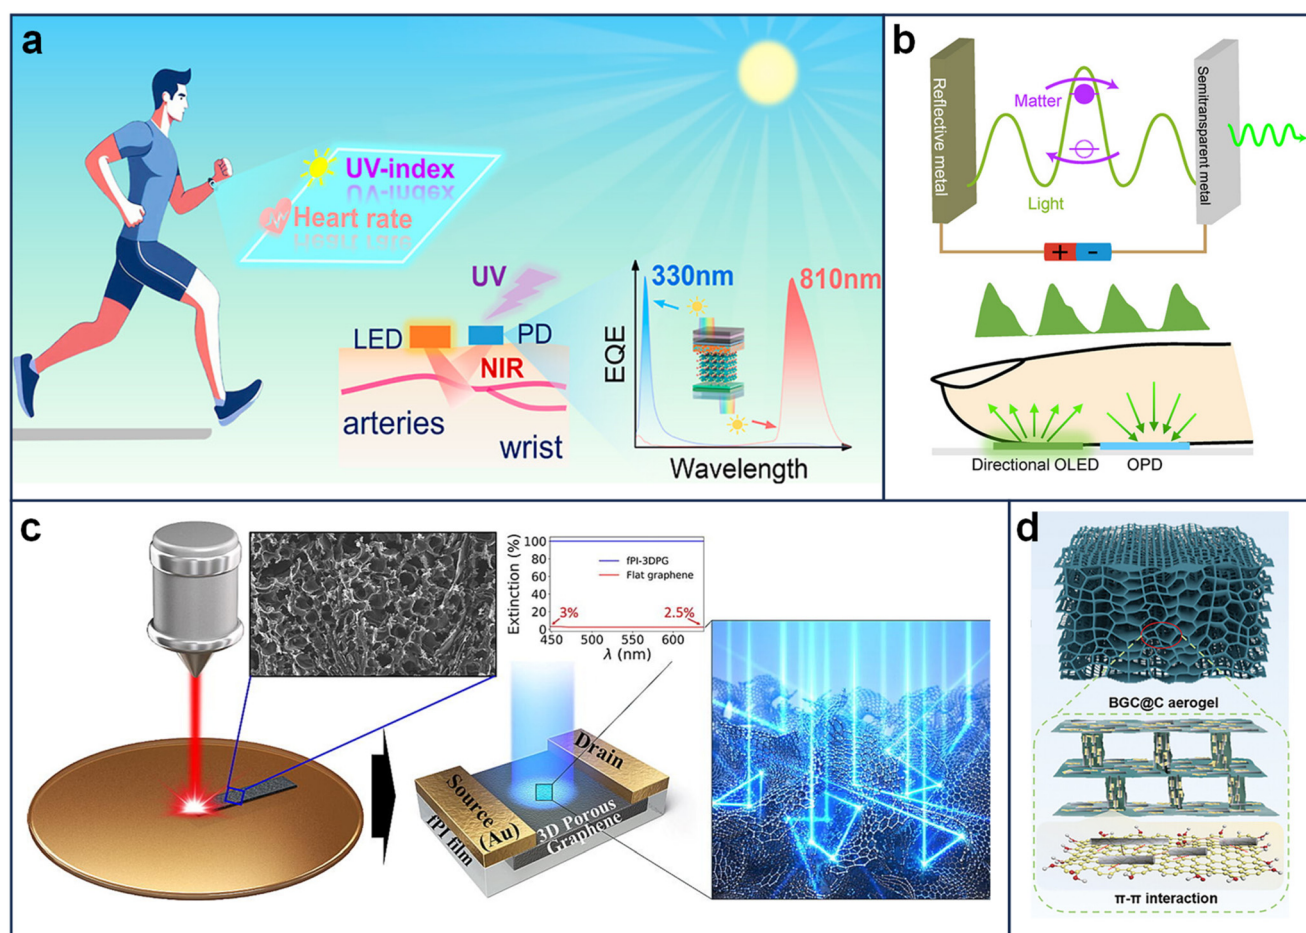 a
UV-index
Heart rate
UV
LED
PD
NIR
arteries
wrist
330nm
810nm
EQE
Wavelength
b
Reflective metal
Matter
Light
Semitransparent metal
+
-
Directional OLED
OPD
c
Extinction (%)
100
80
60
40
20
0
fPI-3DPG
Flat graphene
3%
2.5%
450
500
550
600
λ (nm)
Source
(Au)
Drain
3D Porous
Graphene
fPI film
d
BGC@C aerogel
π-π interaction